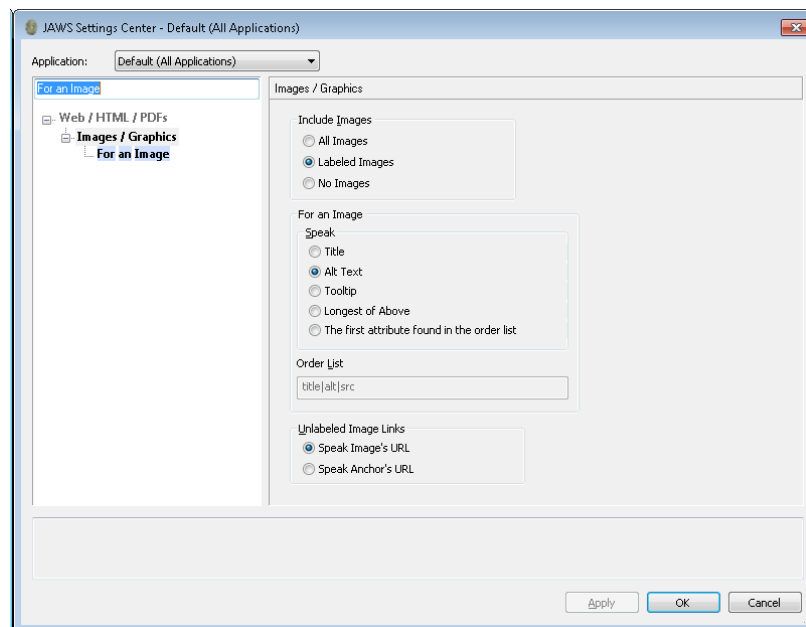 JAWS Settings Center - Default (All Applications)
Application: Default (All Applications)
For an Image
Web / HTML / PDFs
Images / Graphics
For an Image
Images / Graphics
Include Images
All Images
Labeled Images
No Images
For an Image
Speak
Title
Alt Text
Tooltip
Longest of Above
The first attribute found in the order list
Order List
title|alt|src
Unlabeled Image Links
Speak Image's URL
Speak Anchor's URL
Apply OK Cancel